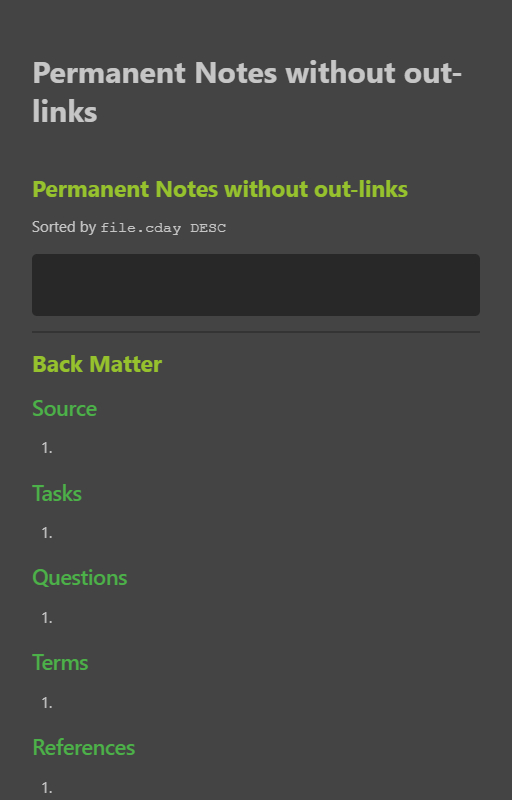 Permanent Notes without out-
links
Permanent Notes without out-links
Sorted by file.cday DESC
Back Matter
Source
1.
Tasks
1.
Questions
1.
Terms
1.
References
1.